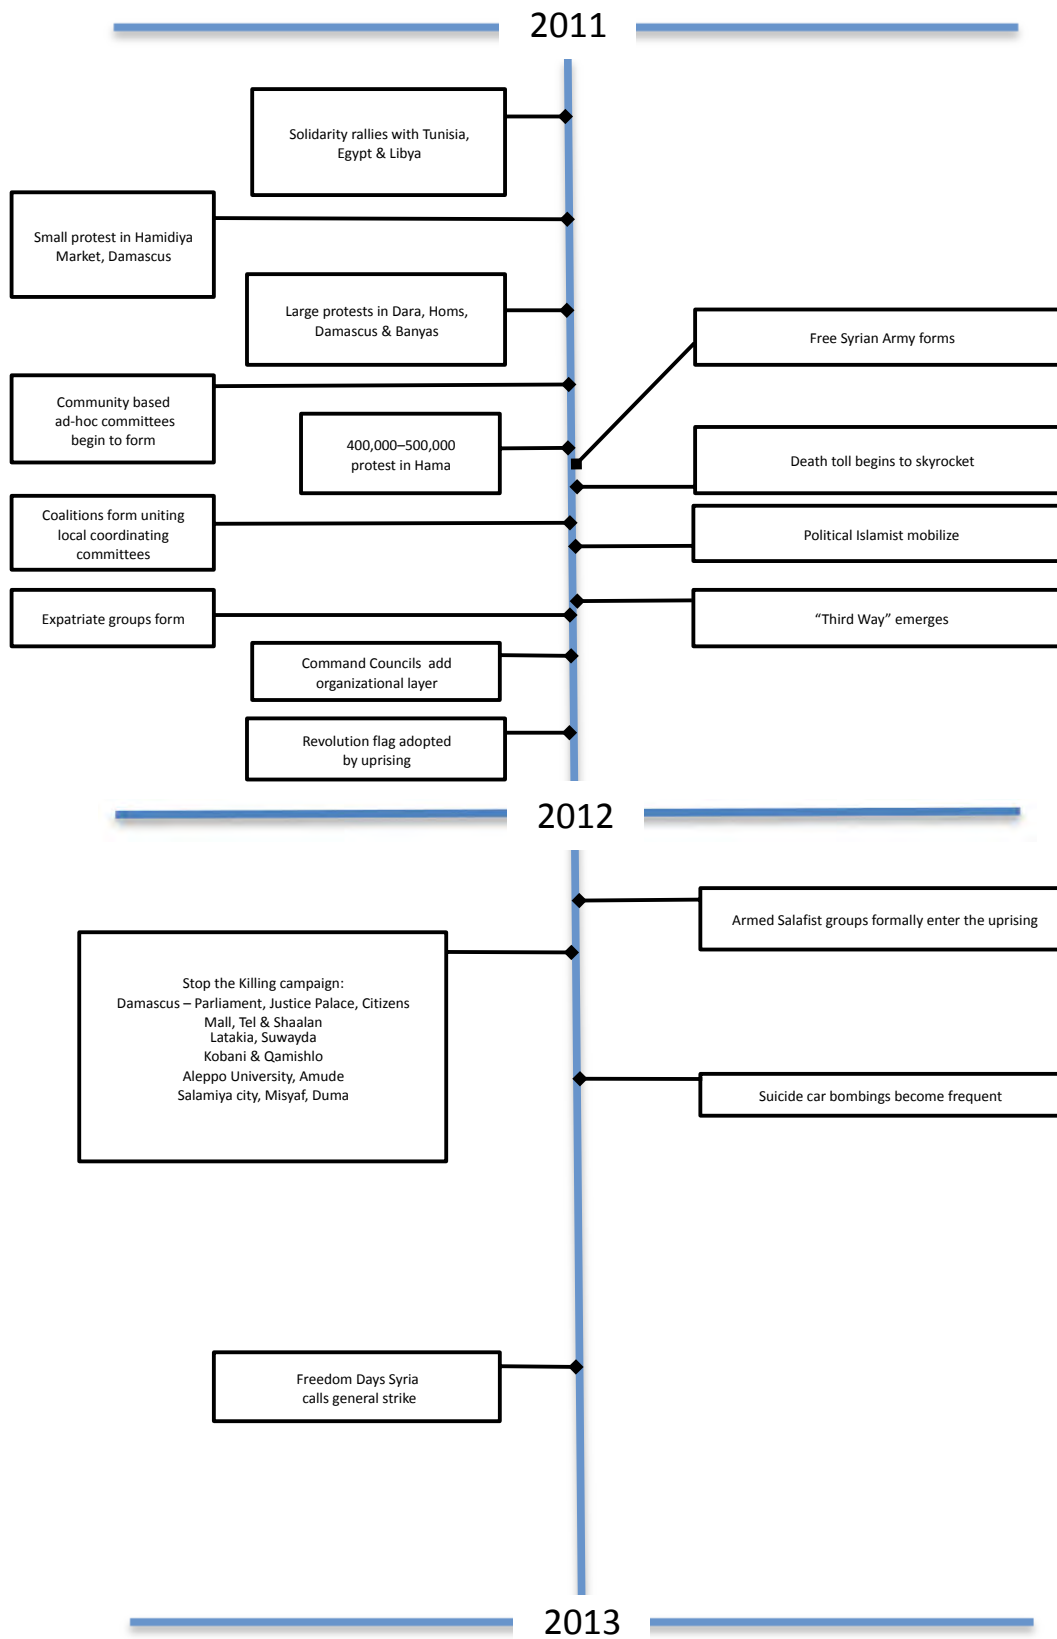 2011
Solidarity rallies with Tunisia,
Egypt & Libya
Small protest in Hamidiya
Market, Damascus
Large protests in Dara, Homs,
Damascus & Banyas
Free Syrian Army forms
Community based
ad-hoc committees
begin to form
400,000–500,000
protest in Hama
Death toll begins to skyrocket
Coalitions form uniting
local coordinating
committees
Political Islamist mobilize
Expatriate groups form
“Third Way” emerges
Command Councils add
organizational layer
Revolution flag adopted
by uprising
2012
Armed Salafist groups formally enter the uprising
Stop the Killing campaign:
Damascus – Parliament, Justice Palace, Citizens
Mall, Tel & Shaalan
Latakia, Suwayda
Kobani & Qamishlo
Aleppo University, Amude
Salamiya city, Misyaf, Duma
Suicide car bombings become frequent
Freedom Days Syria
calls general strike
2013